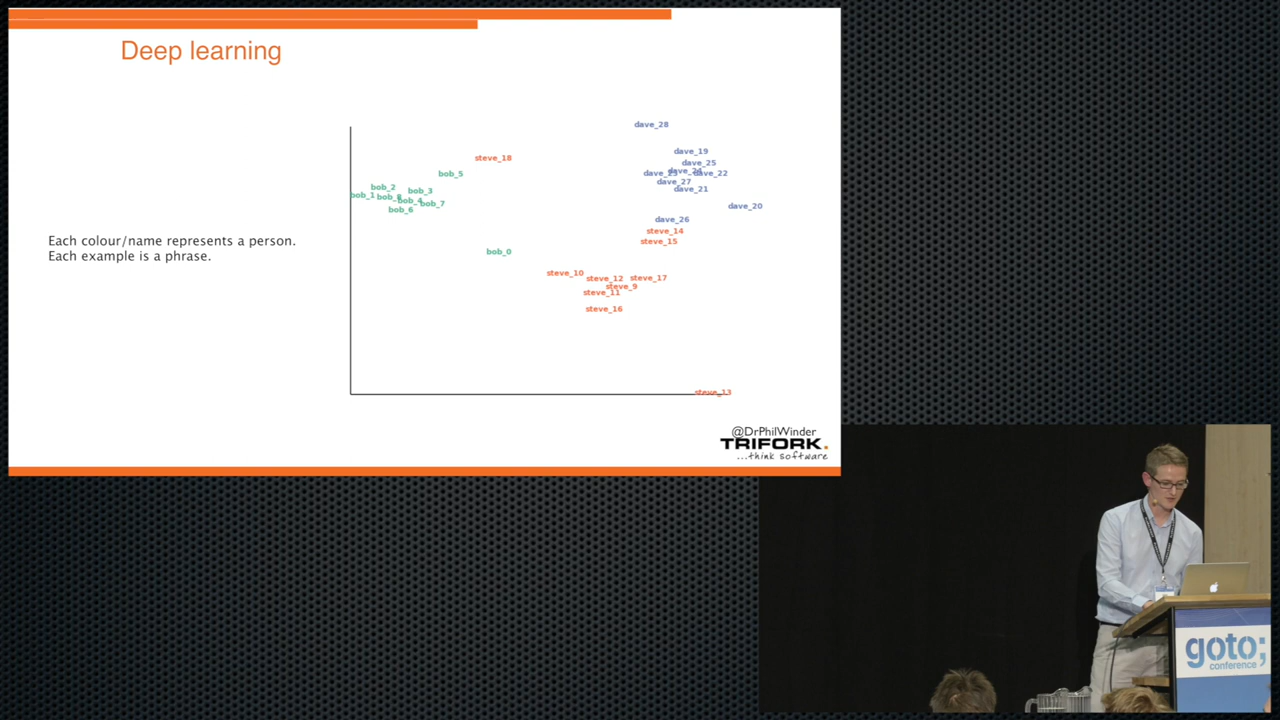 Deep learning
dave_28
dave_19
steve_18
dave_25
bob_5
dave_22
dave_27
bob_2
bob_3
dave_21
bob_1
bob_4
bob_7
dave_20
bob_6
dave_26
steve_14
Each colour/name represents a person.
steve_15
bob_0
Each example is a phrase.
steve_10
steve_12
steve_17
steve_9
steve_11
steve_16
steve_13
@DrPhilWinder
TRIFORK.
...think software
goto;
conference